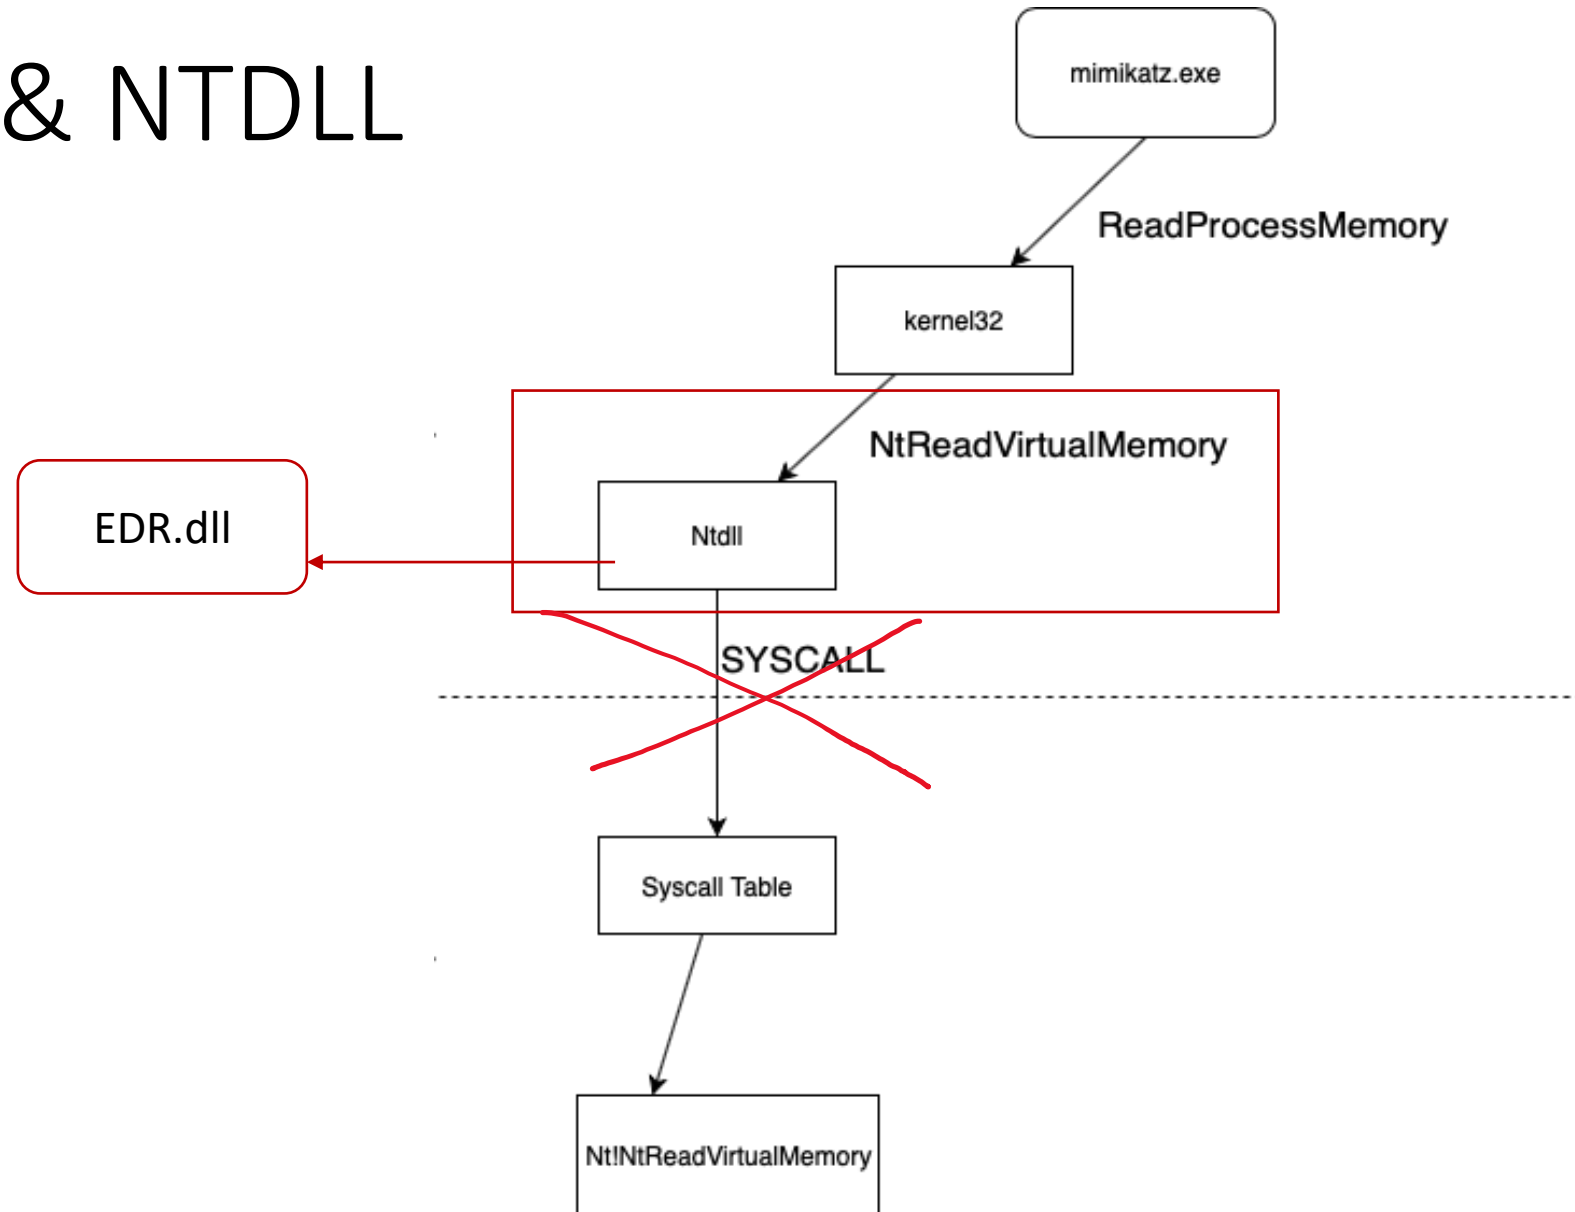 & NTDLL
mimikatz.exe
ReadProcessMemory
kernel32
NtReadVirtualMemory
Ntdll
EDR.dll
SYSCALL
Syscall Table
Nt!NtReadVirtualMemory